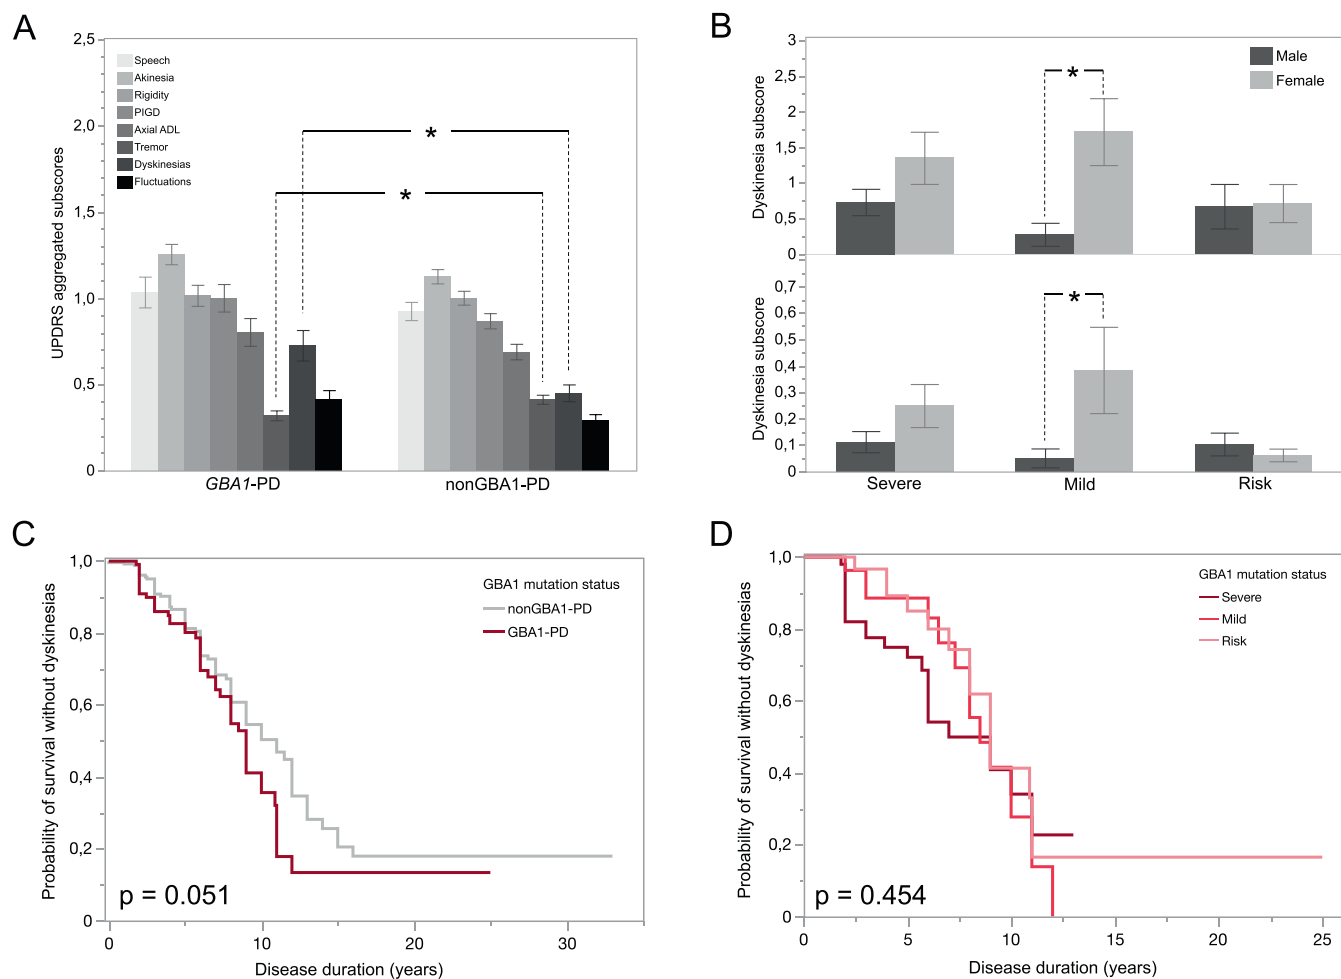 A
2,5
2,0
1,5
1,0
0,5
0
UPDRS aggregated subscores
Speech
Akinesia
Rigidity
PIGD
Axial ADL
Tremor
Dyskinesias
Fluctuations
*
*
GBA1-PD
nonGBA1-PD
B
3
2,5
2
1,5
1
0,5
0
Dyskinesia subscore
Male
Female
*
0,7
0,6
0,5
0,4
0,3
0,2
0,1
0
Dyskinesia subscore
*
Severe
Mild
Risk
C
1,0
0,8
0,6
0,4
0,2
0
Probability of survival without dyskinesias
GBA1 mutation status
nonGBA1-PD
GBA1-PD
p = 0.051
0
10
20
30
Disease duration (years)
D
1,0
0,8
0,6
0,4
0,2
0
Probability of survival without dyskinesias
GBA1 mutation status
Severe
Mild
Risk
p = 0.454
0
5
10
15
20
25
Disease duration (years)